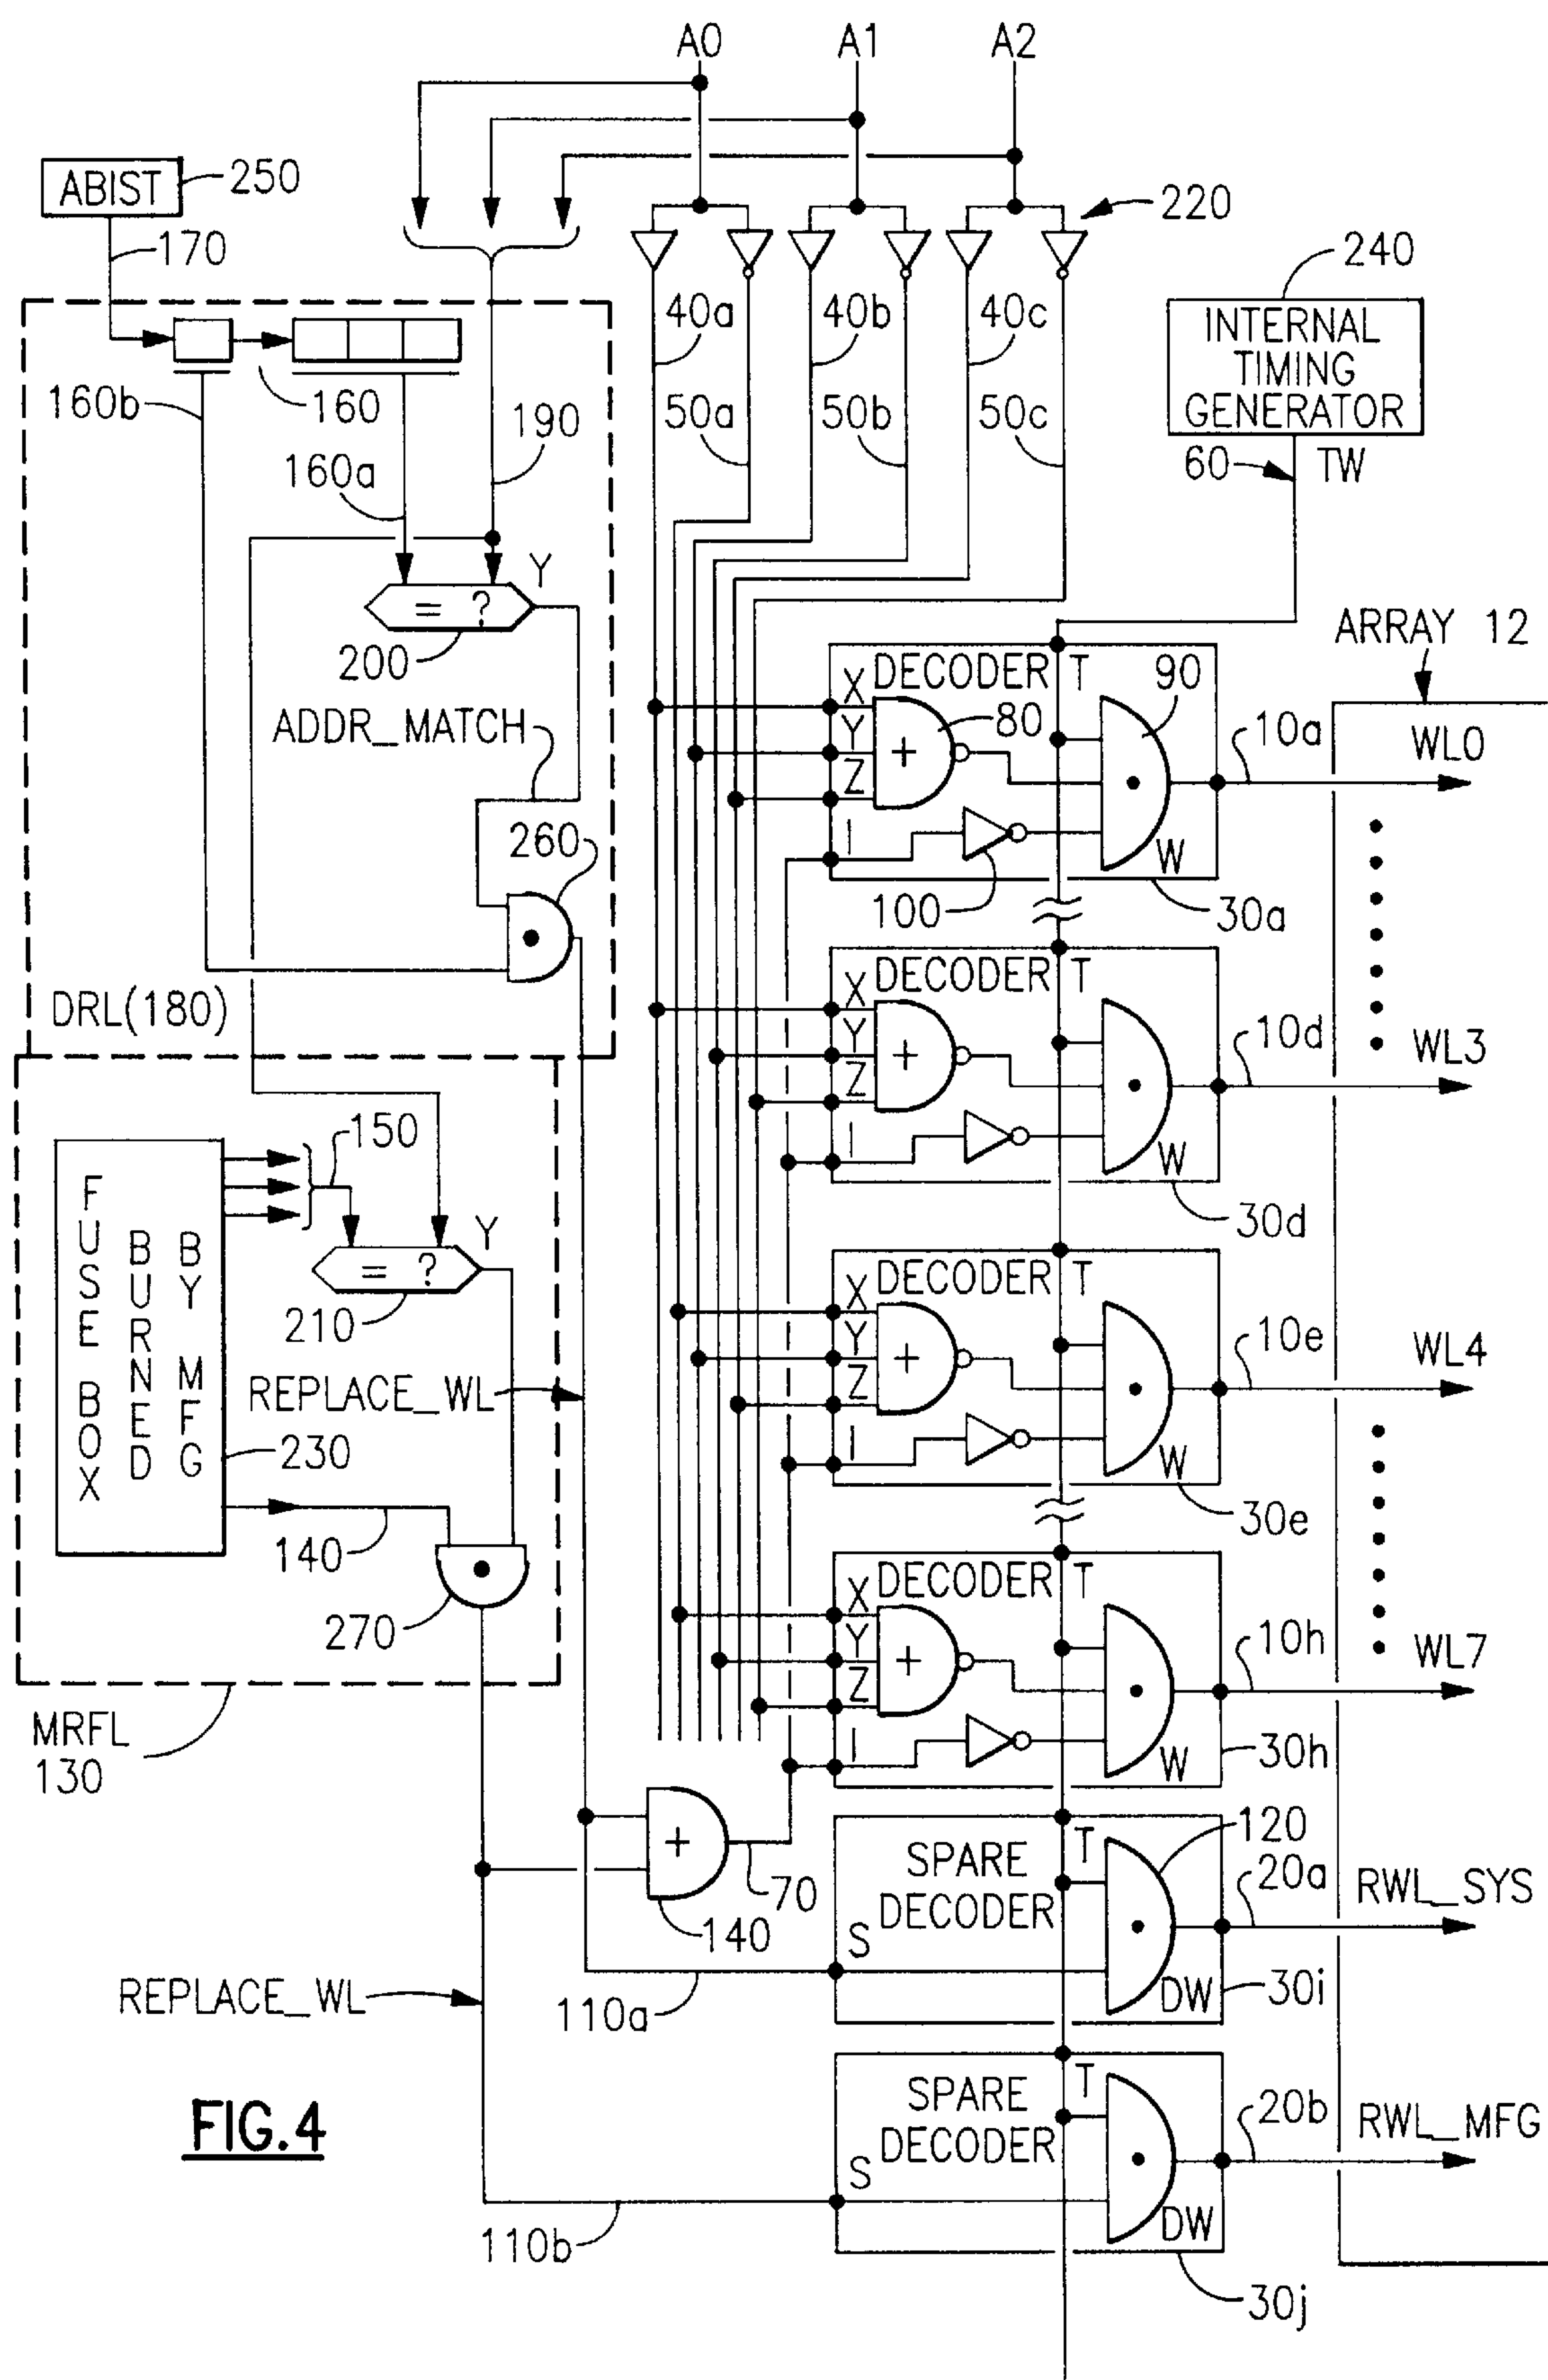 A0 A1 A2
ABIST 250
220
170
240
40a 40b 40c
INTERNAL
TIMING
GENERATOR
160b 160 190 50a 50b 50c
160a
60 TW
Y
= ?
200
ARRAY 12
DECODER T 90
X
Y
Z
I
80
+
W
100 30a
10a WL0
ADDR_MATCH
260
DRL(180)
DECODER T
X
Y
Z
I
+
W
30d
10d WL3
150
FUSE BOX
BURNED
BY MFG
Y
= ?
210
DECODER T
X
Y
Z
I
+
W
30e
10e WL4
REPLACE_WL
230
140
270
DECODER T
X
Y
Z
I
+
W
30h
10h WL7
MRFL
130
+
70
140
SPARE
DECODER
T 120
S
DW
30i
20a RWL_SYS
REPLACE_WL
110a
SPARE
DECODER
T
S
DW
30j
20b RWL_MFG
110b
FIG.4